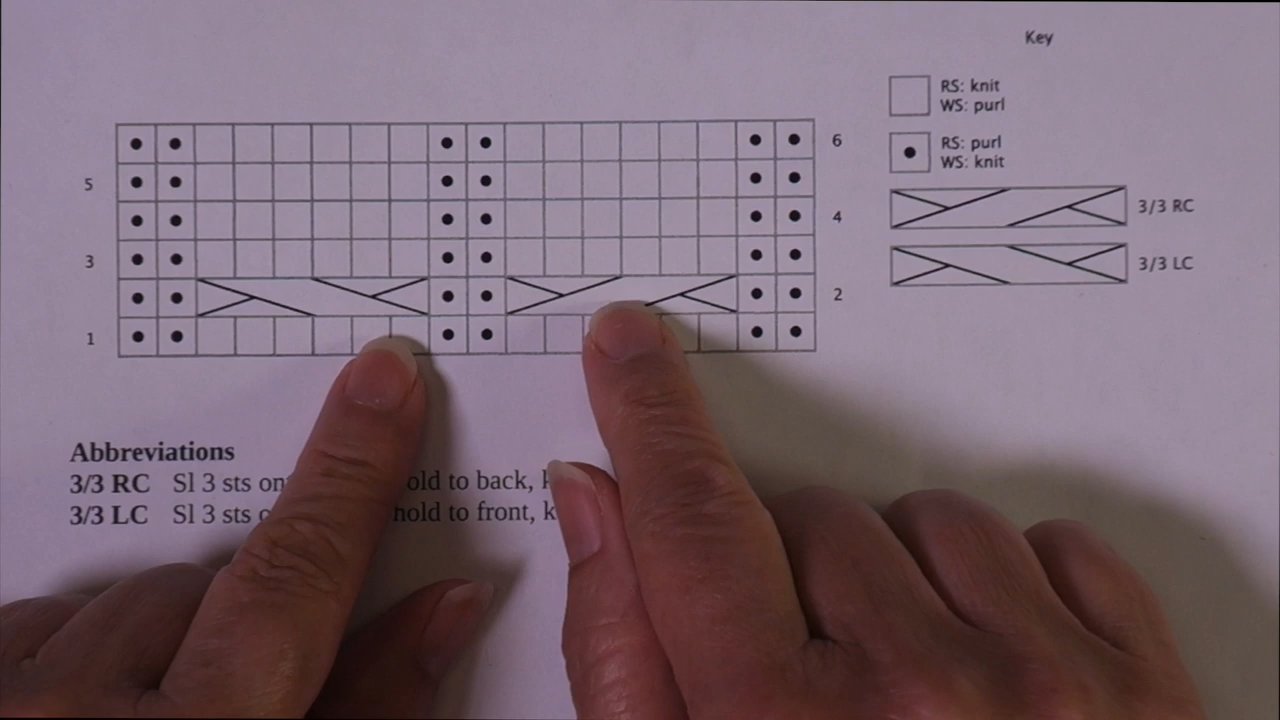 Key
RS: knit
WS: purl
RS: purl
WS: knit
3/3 RC
3/3 LC
6
5
4
3
2
1
Abbreviations
3/3 RC Sl 3 sts old to back,
3/3 LC Sl 3 sts hold to front, k